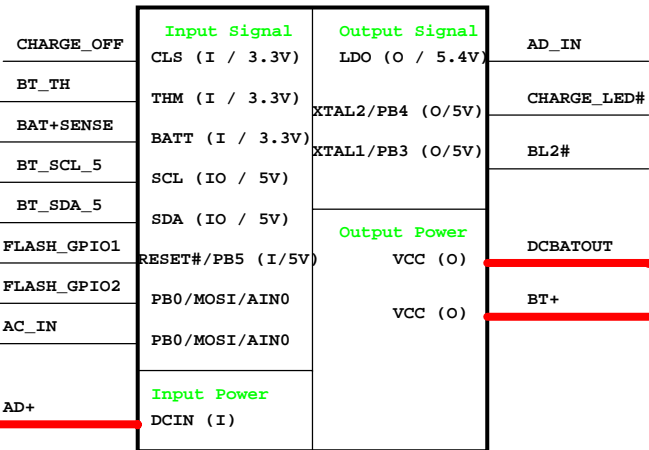 CHARGE_OFF
BT_TH
BAT+SENSE
BT_SCL_5
BT_SDA_5
FLASH_GPIO1
FLASH_GPIO2
AC_IN
AD+
Input Signal
CLS (I / 3.3V)
THM (I / 3.3V)
BATT (I / 3.3V)
SCL (IO / 5V)
SDA (IO / 5V)
RESET#/PB5 (I/5V)
PB0/MOSI/AIN0
PB0/MOSI/AIN0
Input Power
DCIN (I)
Output Signal
LDO (O / 5.4V)
XTAL2/PB4 (O/5V)
XTAL1/PB3 (O/5V)
Output Power
VCC (O)
VCC (O)
AD_IN
CHARGE_LED#
BL2#
DCBATOUT
BT+